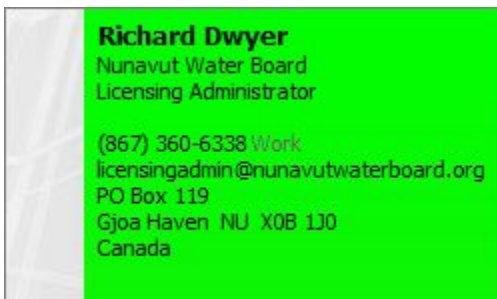 Richard Dwyer
Nunavut Water Board
Licensing Administrator
(867) 360-6338 Work
licensingadmin@nunavutwaterboard.org
PO Box 119
Gjoa Haven NU X0B 1J0
Canada